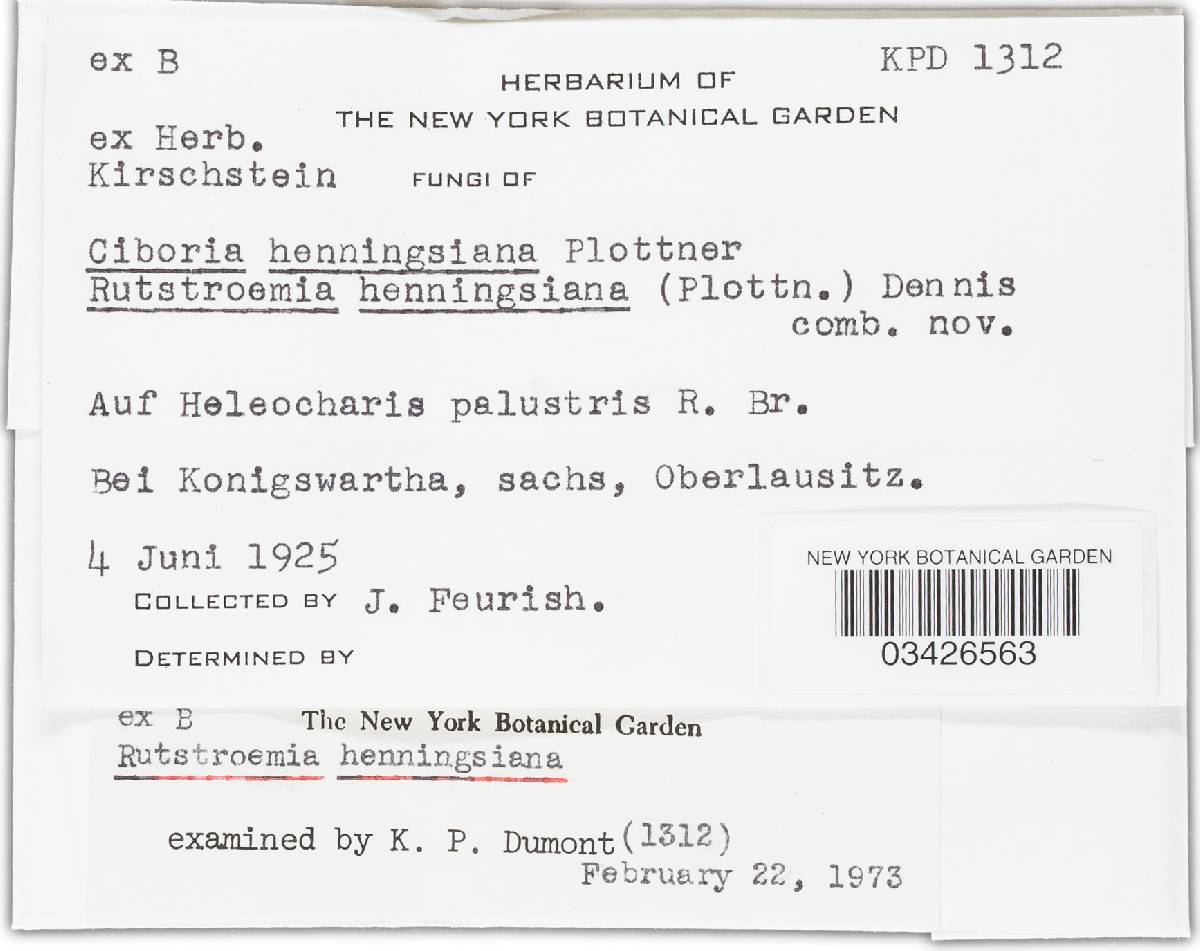 ex B
KPD 1312
HERBARIUM OF
THE NEW YORK BOTANICAL GARDEN
ex Herb.
Kirschstein
FUNGI OF
Ciboria henningsiana Plottner
Rutstroemia henningsiana (Plottn.) Dennis
comb. nov.
Auf Heleocharis palustris R. Br.
Bei Konigswartha, sachs, Oberlausitz.
4 Juni 1925
COLLECTED BY J. Feurish.
DETERMINED BY
NEW YORK BOTANICAL GARDEN
03426563
ex B
The New York Botanical Garden
Rutstroemia henningsiana
examined by K. P. Dumont (1312)
February 22, 1973